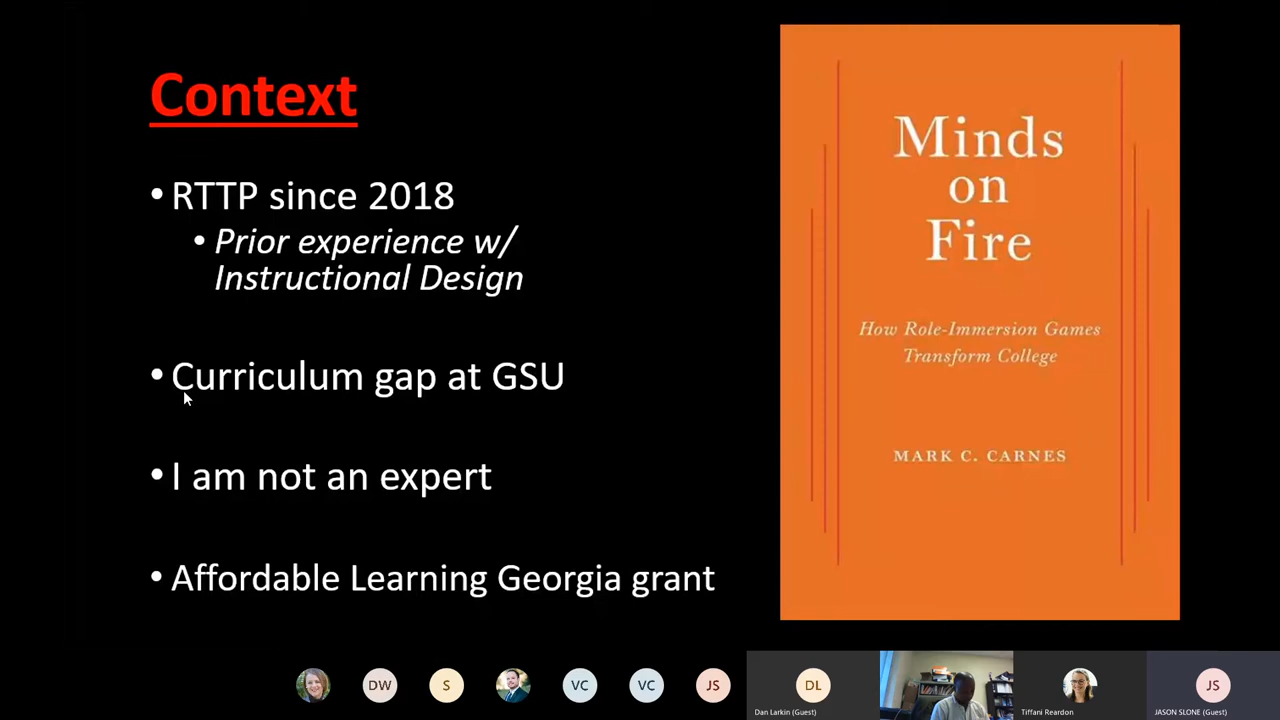 Context
• RTTP since 2018
• Prior experience w/
Instructional Design
• Curriculum gap at GSU
• I am not an expert
• Affordable Learning Georgia grant
Minds
on
Fire
How Role-Immersion Games
Transform College
MARK C. CARNES
DW
S
VC
VC
JS
DL
Dan Larkin (Guest)
Tiffani Reardon
JS
JASON SLONE (Guest)